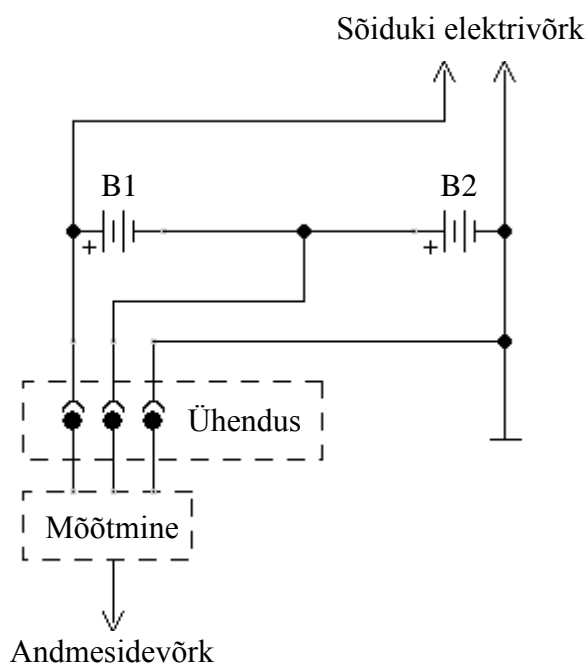 Sõiduki elektrivõrk
B1
B2
+
+
Ühendus
Mõõtmine
Andmesidevõrk